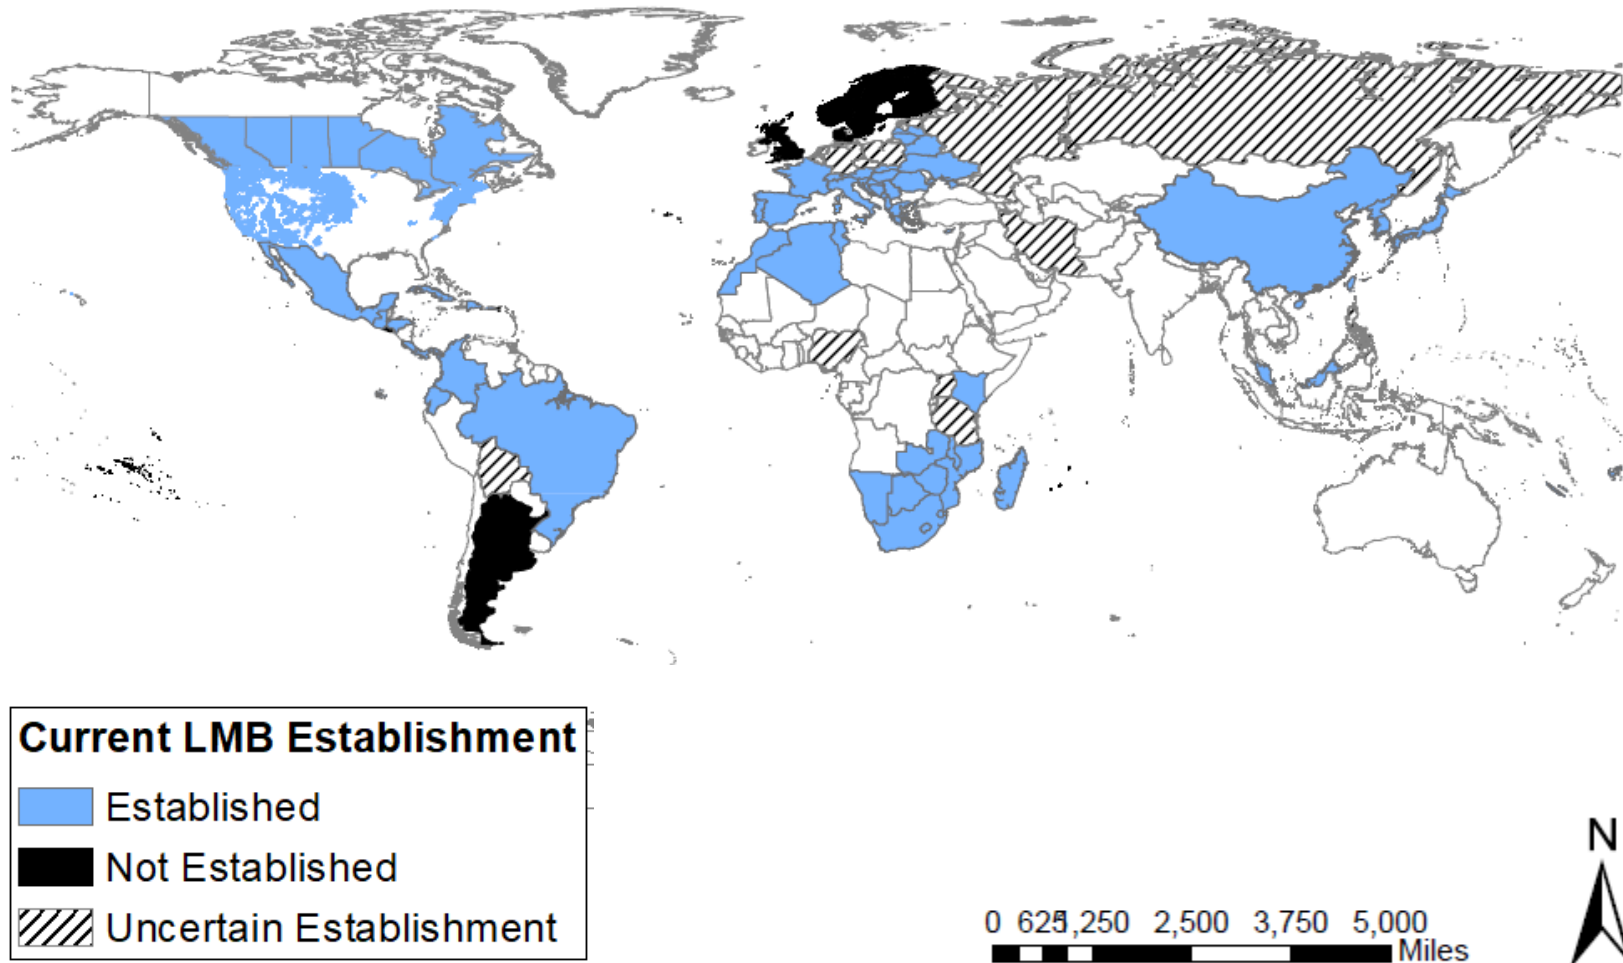 Current LMB Establishment
Established
Not Established
Uncertain Establishment
0 625 1,250 2,500 3,750 5,000
Miles
N